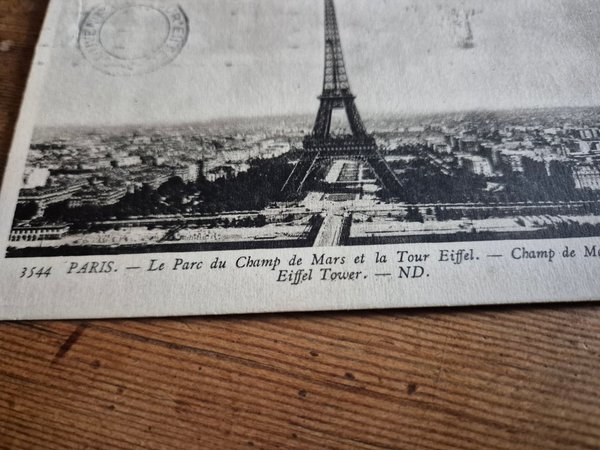 3544 PARIS. — Le Parc du Champ de Mars et la Tour Eiffel. — Champ de
Eiffel Tower. — ND.